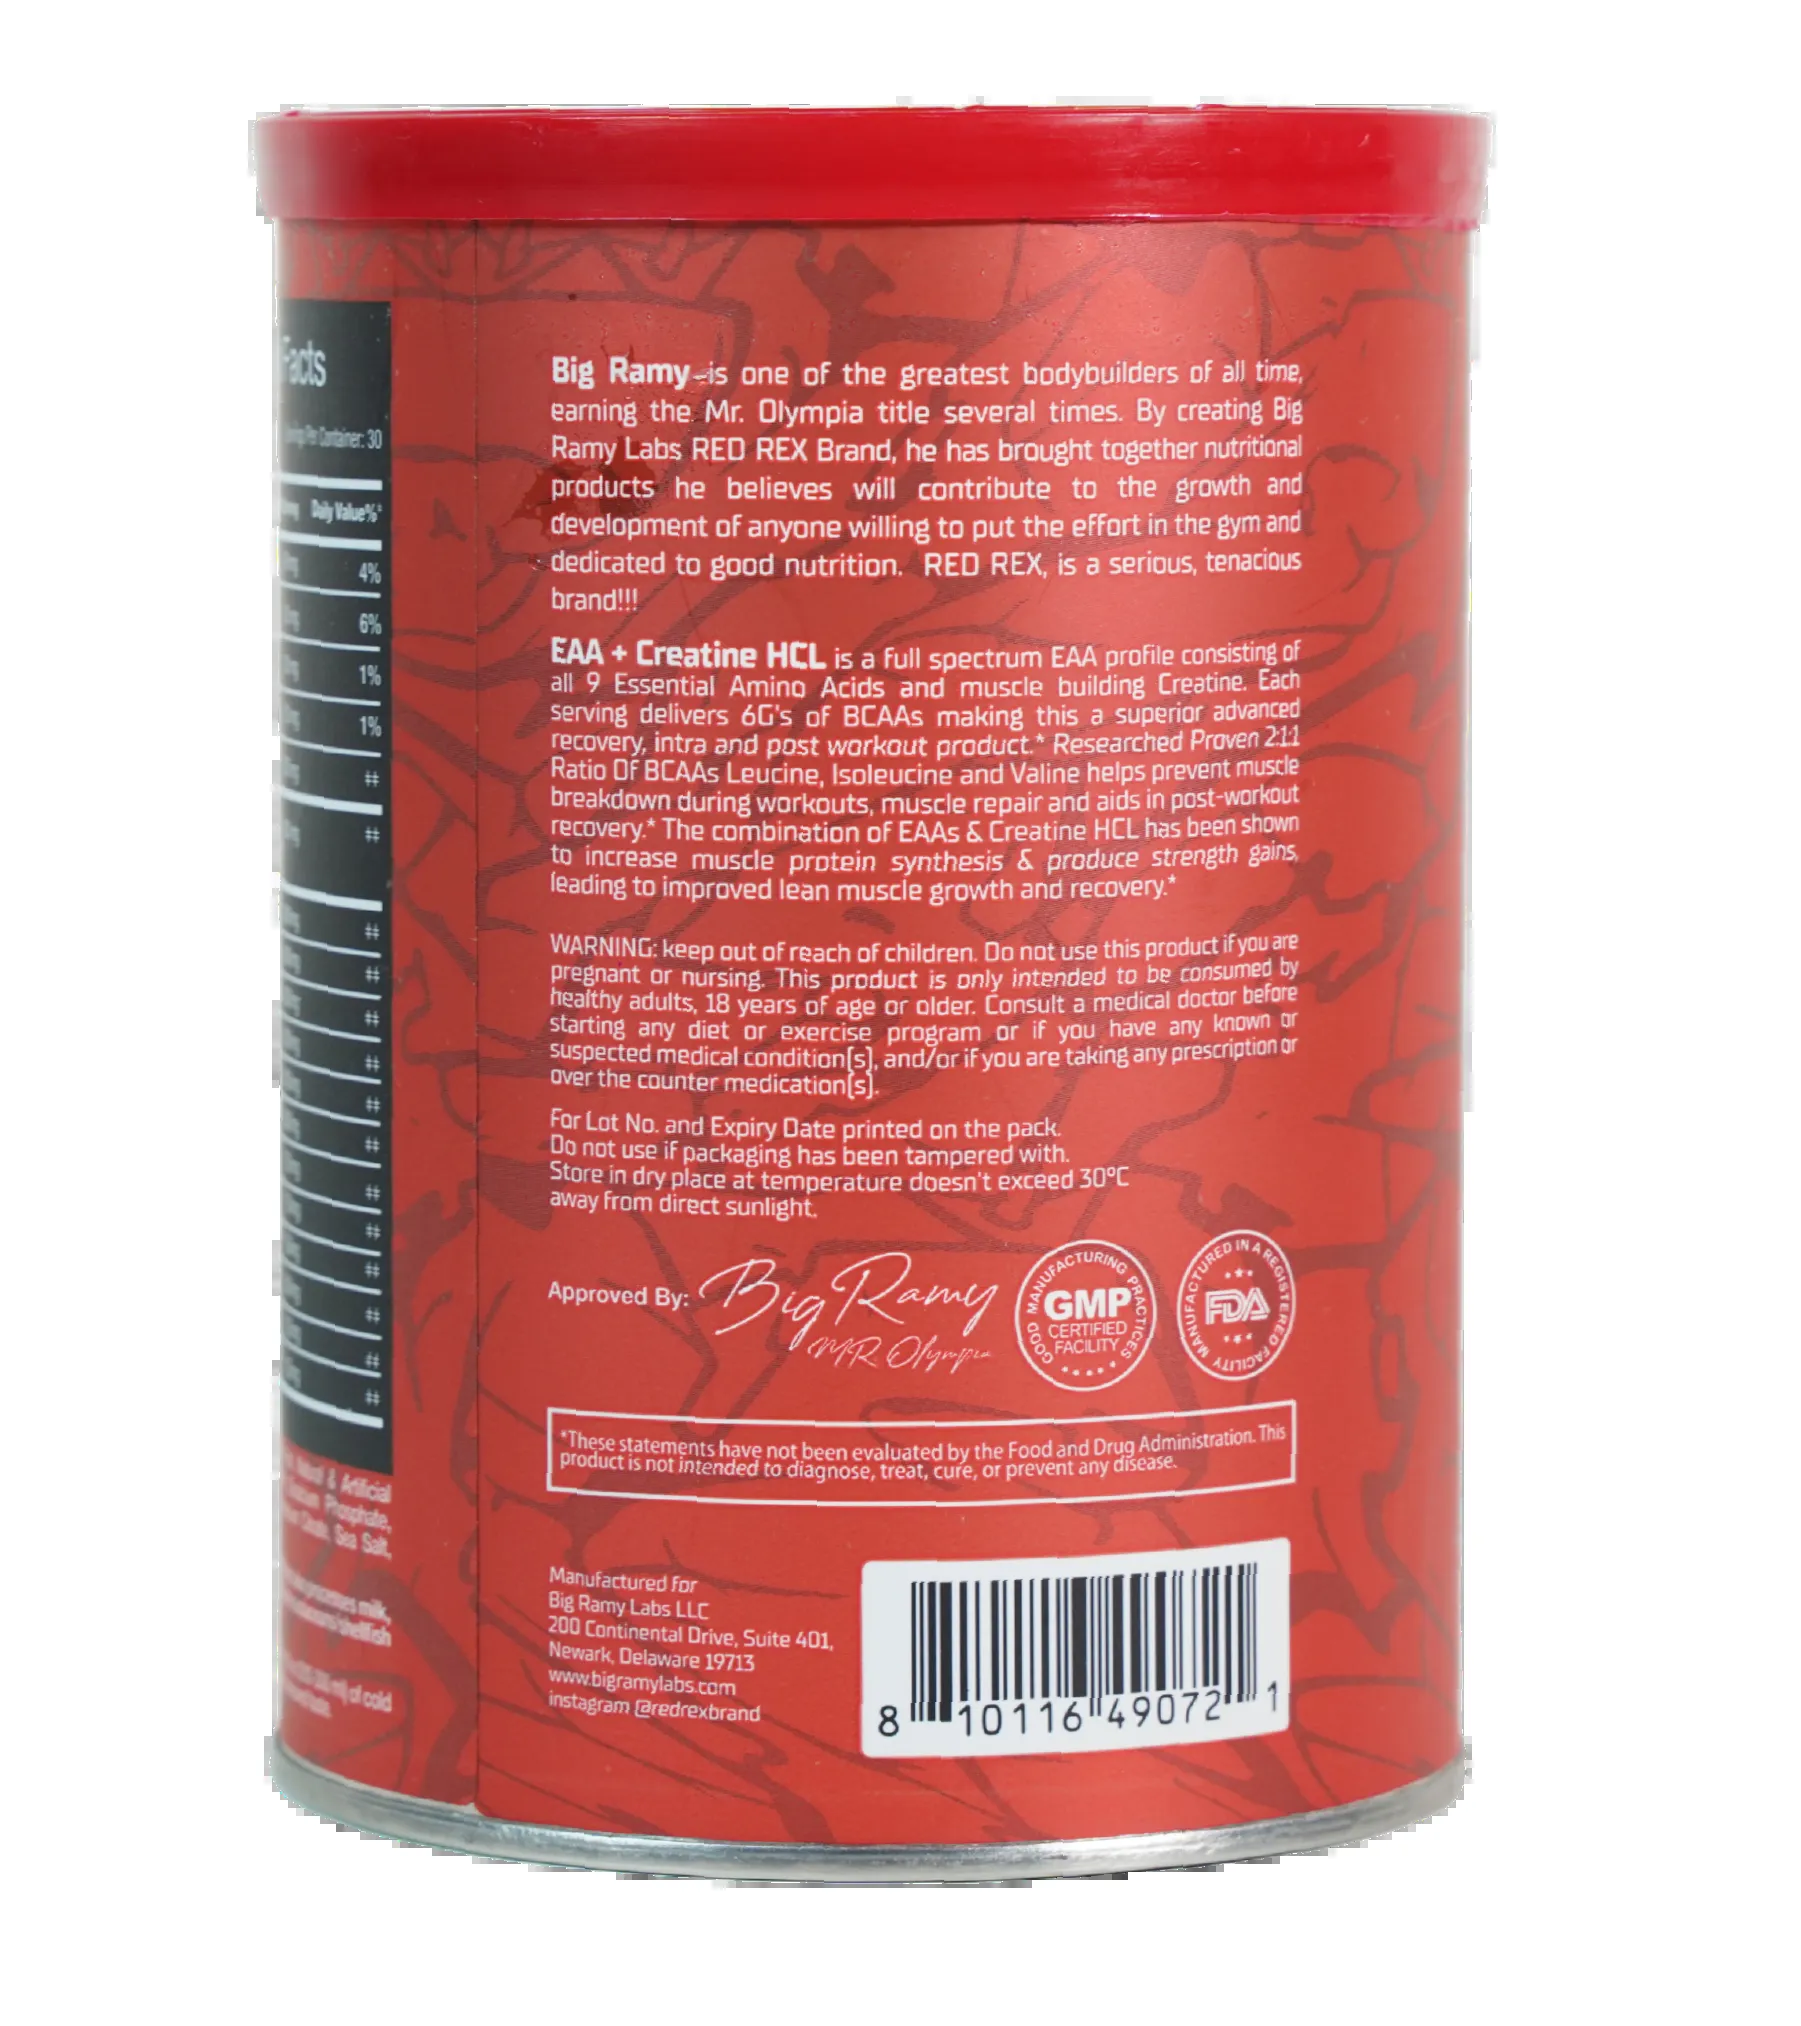 Facts
Per Container: 30
Daily Value%*
4%
6%
1%
1%
‡
‡
‡
‡
‡
‡
‡
‡
‡
‡
‡
‡
‡
‡
& Artificial
Phosphate,
Sea Salt,
processes milk,
shellfish
of cold
Big Ramy is one of the greatest bodybuilders of all time,
earning the Mr. Olympia title several times. By creating Big
Ramy Labs RED REX Brand, he has brought together nutritional
products he believes will contribute to the growth and
development of anyone willing to put the effort in the gym and
dedicated to good nutrition. RED REX, is a serious, tenacious
brand!!!
EAA + Creatine HCL is a full spectrum EAA profile consisting of
all 9 Essential Amino Acids and muscle building Creatine. Each
serving delivers 6G's of BCAAs making this a superior advanced
recovery, intra and post workout product.* Researched Proven 2:1:1
Ratio Of BCAAs Leucine, Isoleucine and Valine helps prevent muscle
breakdown during workouts, muscle repair and aids in post-workout
recovery.* The combination of EAAs & Creatine HCL has been shown
to increase muscle protein synthesis & produce strength gains,
leading to improved lean muscle growth and recovery.*
WARNING: keep out of reach of children. Do not use this product if you are
pregnant or nursing. This product is only intended to be consumed by
healthy adults, 18 years of age or older. Consult a medical doctor before
starting any diet or exercise program or if you have any known or
suspected medical condition[s], and/or if you are taking any prescription or
over the counter medication[s].
For Lot No. and Expiry Date printed on the pack.
Do not use if packaging has been tampered with.
Store in dry place at temperature doesn't exceed 30°C
away from direct sunlight.
Approved By: Big Ramy
MR. Olympia
GOOD MANUFACTURING PRACTICES
GMP
CERTIFIED
FACILITY
MANUFACTURED IN A REGISTERED FACILITY
FDA
*These statements have not been evaluated by the Food and Drug Administration. This
product is not intended to diagnose, treat, cure, or prevent any disease.
Manufactured for
Big Ramy Labs LLC
200 Continental Drive, Suite 401,
Newark, Delaware 19713
www.bigramylabs.com
instagram @redrexbrand
8 10116 49072 1